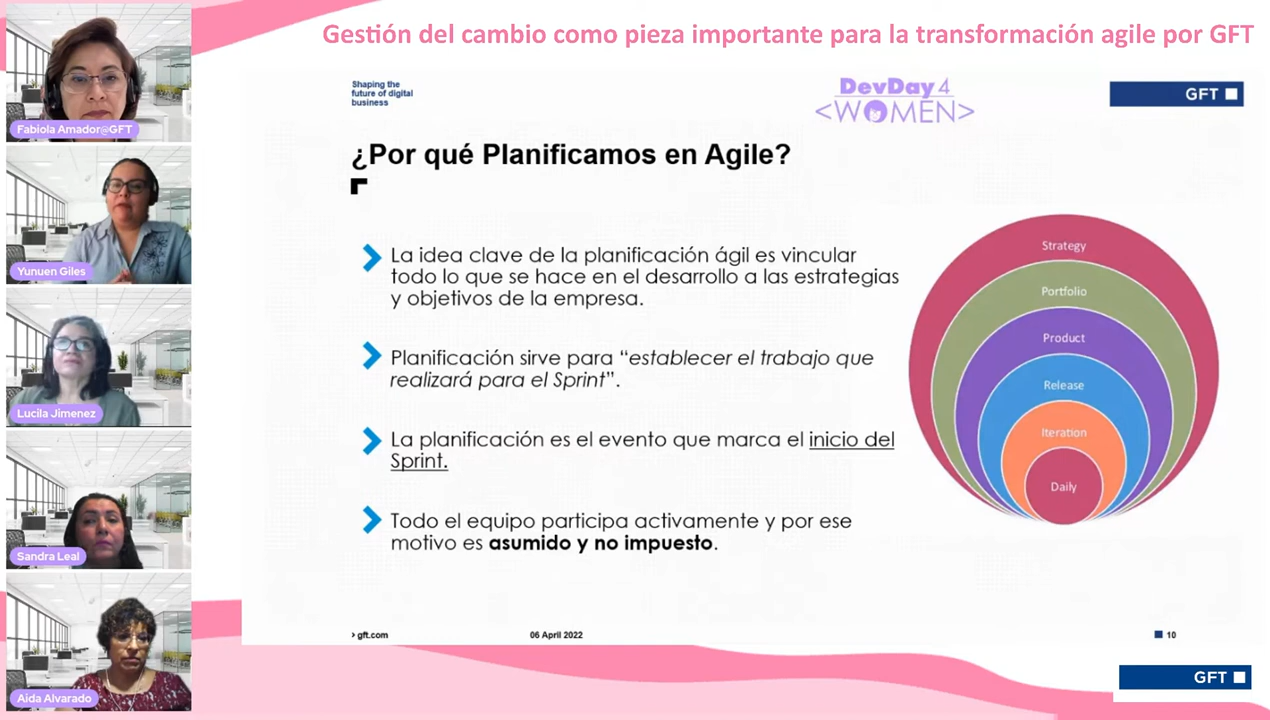 Gestión del cambio como pieza importante para la transformación agile por GFT
Shaping the
future of digital
business
DevDay4
<WOMEN>
GFT
¿Por qué Planificamos en Agile?
La idea clave de la planificación ágil es vincular
todo lo que se hace en el desarrollo a las estrategias
y objetivos de la empresa.
Planificación sirve para “establecer el trabajo que
realizará para el Sprint”.
La planificación es el evento que marca el inicio del
Sprint.
Todo el equipo participa activamente y por ese
motivo es asumido y no impuesto.
Strategy
Portfolio
Product
Release
Iteration
Daily
> gft.com
06 April 2022
10
GFT
Fabiola Amador@GFT
Yunuen Giles
Lucila Jimenez
Sandra Leal
Aida Alvarado